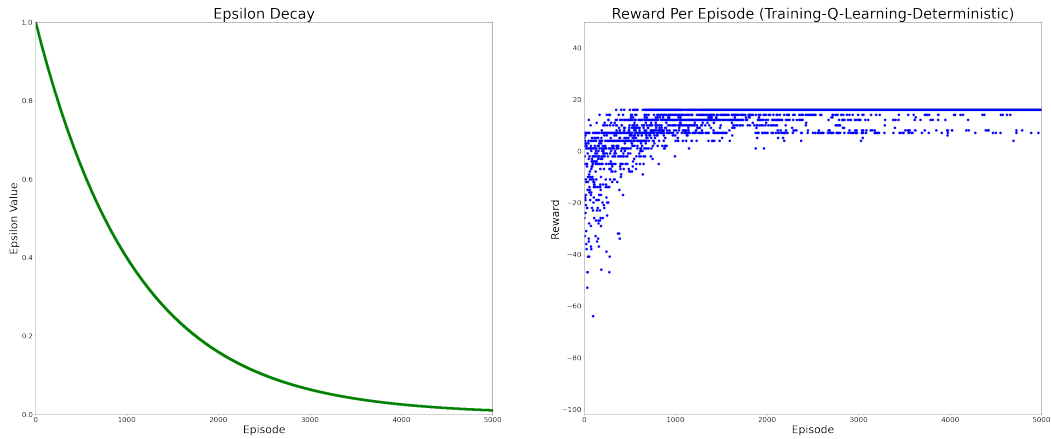 Epsilon Decay
1.0
0.8
0.6
0.4
0.2
0.0
Epsilon Value
0 1000 2000 3000 4000 5000
Episode
Reward Per Episode (Training-Q-Learning-Deterministic)
40
20
0
−20
−40
−60
−80
−100
Reward
0 1000 2000 3000 4000 5000
Episode